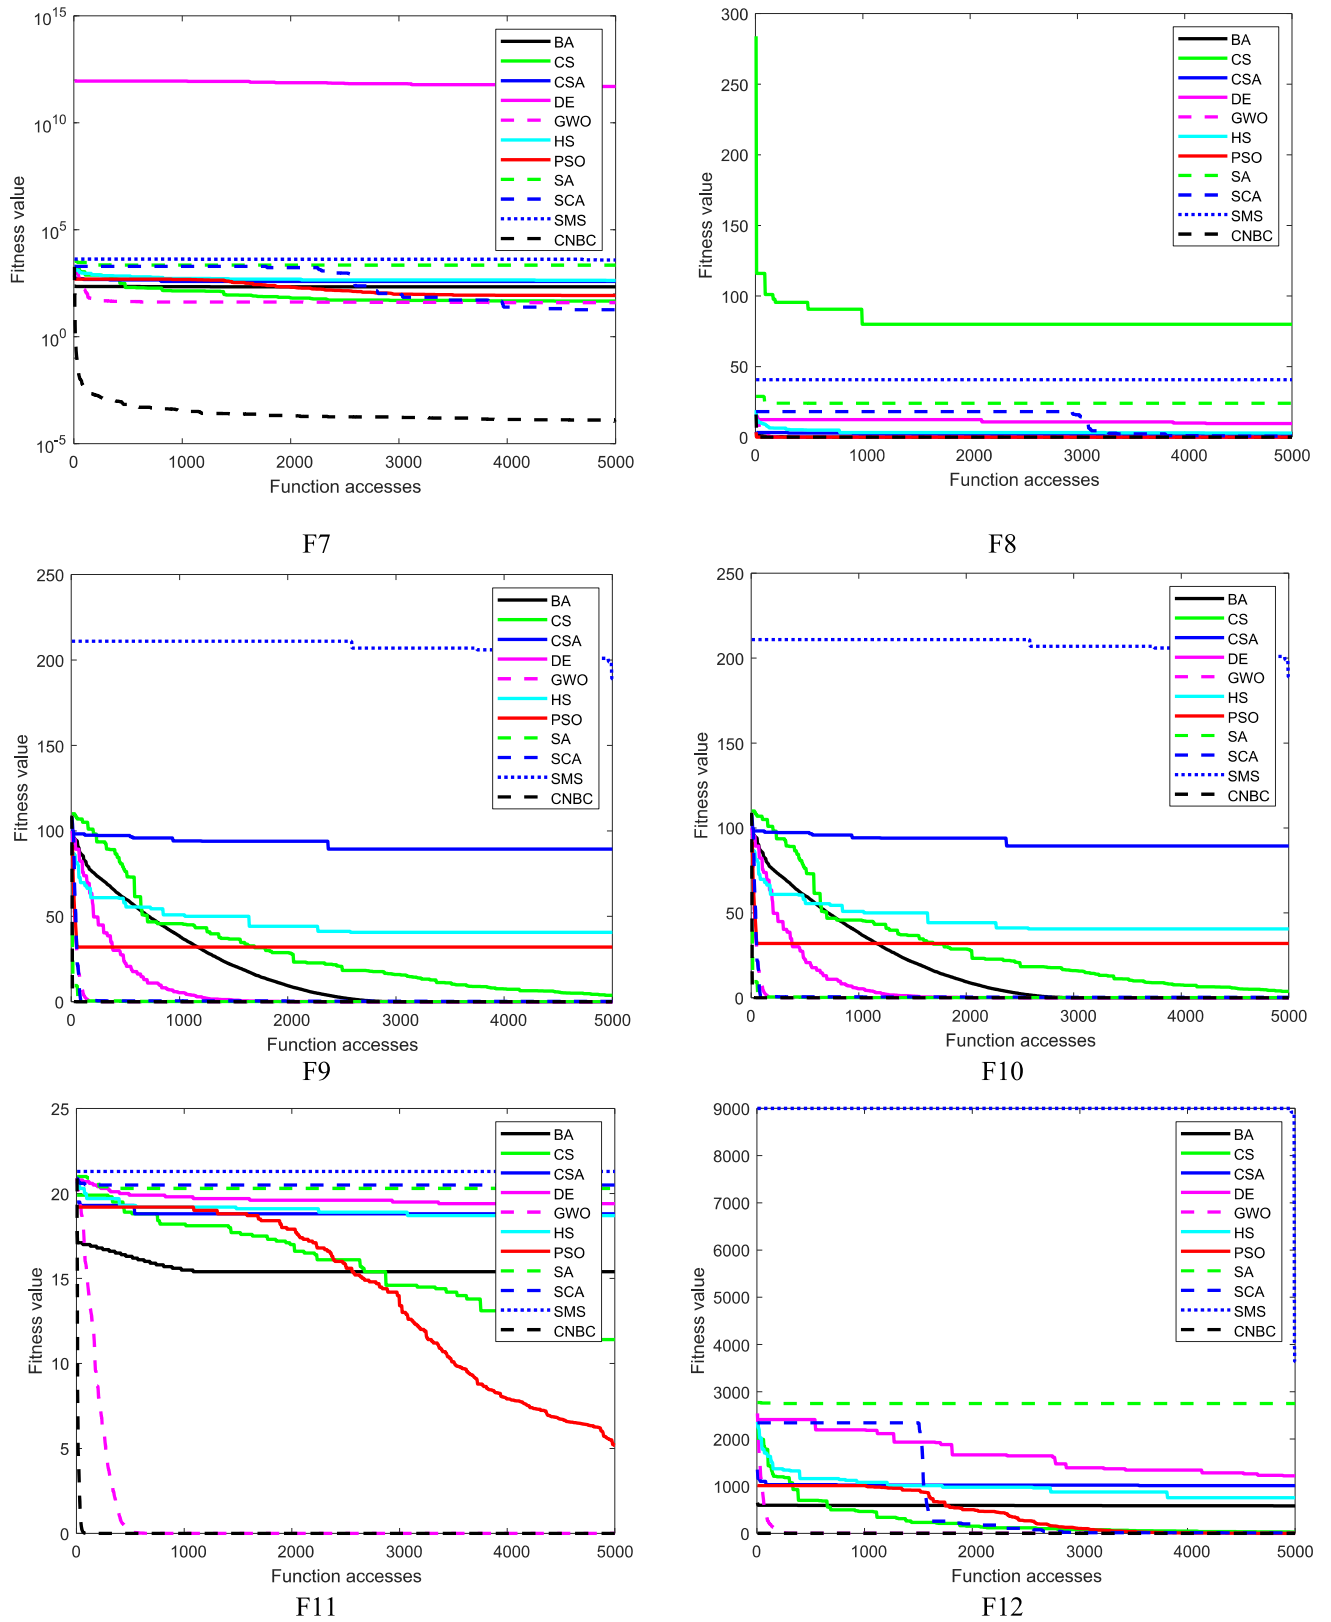 10^15
10^10
10^5
10^0
10^-5
Fitness value
0 1000 2000 3000 4000 5000
Function accesses
BA
CS
CSA
DE
GWO
HS
PSO
SA
SCA
SMS
CNBC
F7
300
250
200
150
100
50
0
Fitness value
0 1000 2000 3000 4000 5000
Function accesses
BA
CS
CSA
DE
GWO
HS
PSO
SA
SCA
SMS
CNBC
F8
250
200
150
100
50
0
Fitness value
0 1000 2000 3000 4000 5000
Function accesses
BA
CS
CSA
DE
GWO
HS
PSO
SA
SCA
SMS
CNBC
F9
250
200
150
100
50
0
Fitness value
0 1000 2000 3000 4000 5000
Function accesses
BA
CS
CSA
DE
GWO
HS
PSO
SA
SCA
SMS
CNBC
F10
25
20
15
10
5
0
Fitness value
0 1000 2000 3000 4000 5000
Function accesses
BA
CS
CSA
DE
GWO
HS
PSO
SA
SCA
SMS
CNBC
F11
9000
8000
7000
6000
5000
4000
3000
2000
1000
0
Fitness value
0 1000 2000 3000 4000 5000
Function accesses
BA
CS
CSA
DE
GWO
HS
PSO
SA
SCA
SMS
CNBC
F12